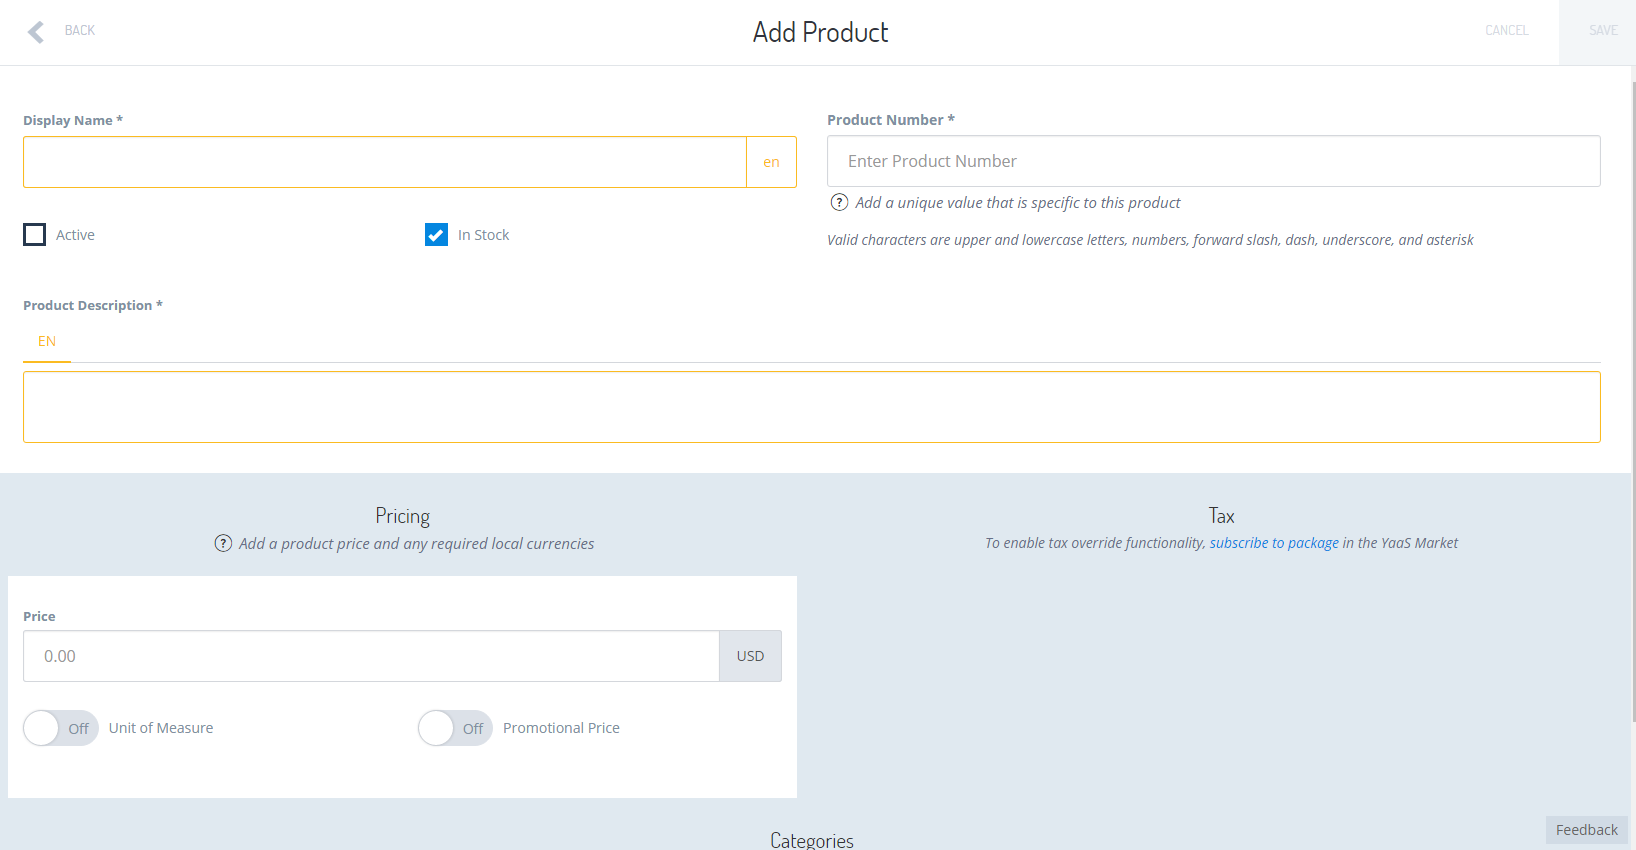 BACK
Add Product
CANCEL
SAVE
Display Name *
en
Product Number *
Enter Product Number
? Add a unique value that is specific to this product
Active
In Stock
Valid characters are upper and lowercase letters, numbers, forward slash, dash, underscore, and asterisk
Product Description *
EN
Pricing
? Add a product price and any required local currencies
Tax
To enable tax override functionality, subscribe to package in the YaaS Market
Price
0.00
USD
Off Unit of Measure
Off Promotional Price
Categories
Feedback